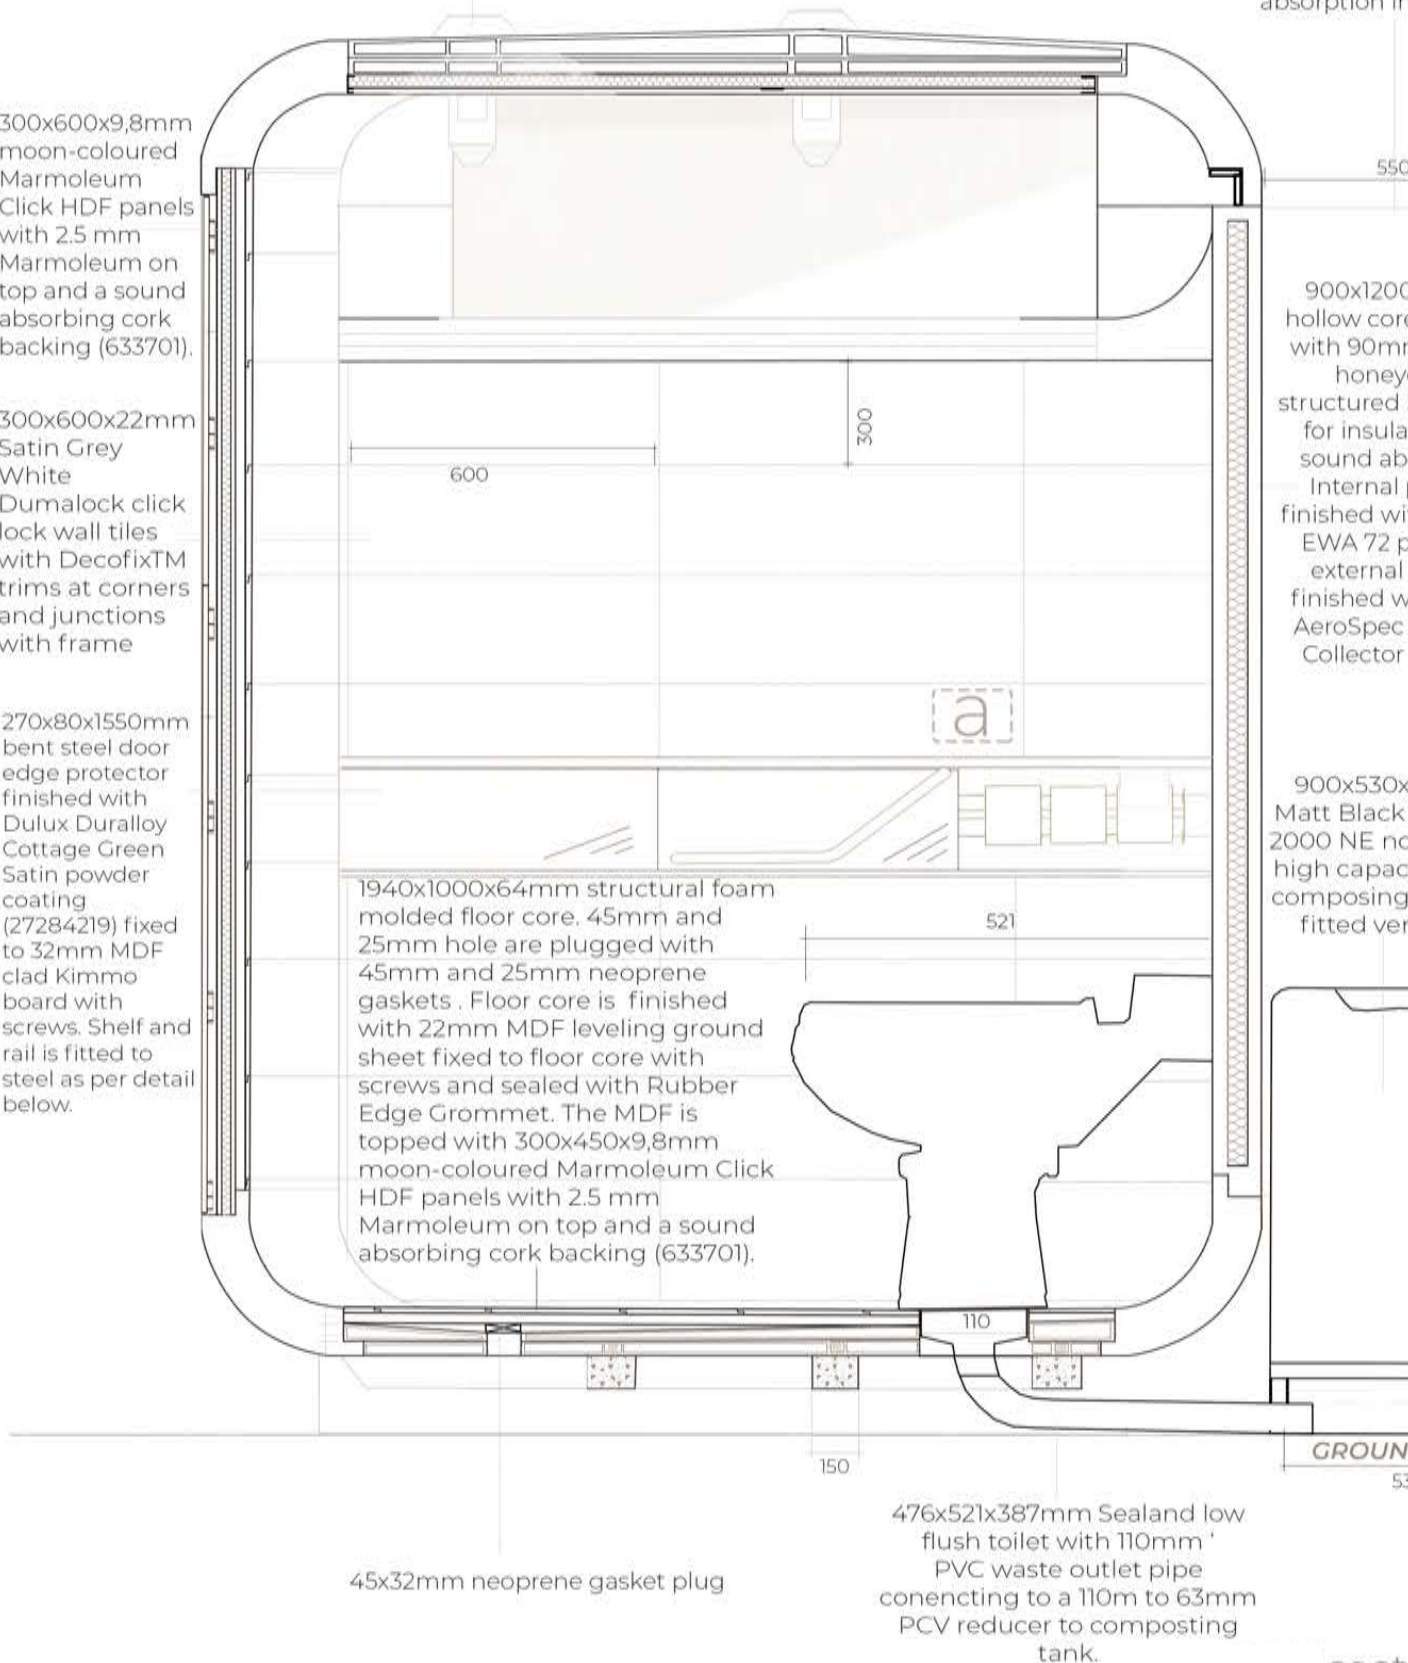 absorption in
300x600x9,8mm
moon-coloured
Marmoleum
Click HDF panels
with 2.5 mm
Marmoleum on
top and a sound
absorbing cork
backing (633701).
300x600x22mm
Satin Grey
White
Dumalock click
lock wall tiles
with DecofixTM
trims at corners
and junctions
with frame
270x80x1550mm
bent steel door
edge protector
finished with
Dulux Duralloy
Cottage Green
Satin powder
coating
(27284219) fixed
to 32mm MDF
clad Kimmo
board with
screws. Shelf and
rail is fitted to
steel as per detail
below.
600
300
a
1940x1000x64mm structural foam
molded floor core. 45mm and
25mm hole are plugged with
45mm and 25mm neoprene
gaskets . Floor core is finished
with 22mm MDF leveling ground
sheet fixed to floor core with
screws and sealed with Rubber
Edge Grommet. The MDF is
topped with 300x450x9,8mm
moon-coloured Marmoleum Click
HDF panels with 2.5 mm
Marmoleum on top and a sound
absorbing cork backing (633701).
521
110
150
45x32mm neoprene gasket plug
476x521x387mm Sealand low
flush toilet with 110mm '
PVC waste outlet pipe
conencting to a 110m to 63mm
PCV reducer to composting
tank.
550
900x1200
hollow core
with 90mm
honey
structured
for insula
sound ab
Internal
finished wi
EWA 72 p
external
finished w
AeroSpec
Collector
900x530x
Matt Black
2000 NE no
high capac
composing
fitted ver
GROUN
53